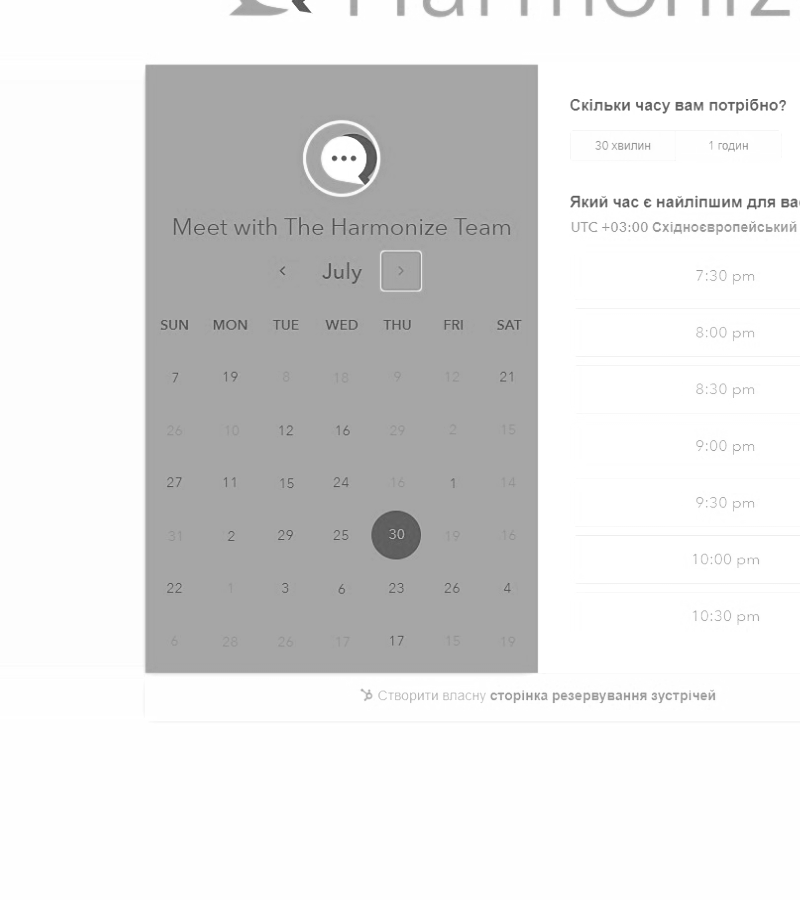 Harmoniz
Meet with The Harmonize Team
July
SUN MON TUE WED THU FRI SAT
7 19 8 18 9 12 21
26 10 12 16 29 2 15
27 11 15 24 16 1 14
31 2 29 25 30 19 16
22 1 3 6 23 26 4
6 28 26 17 17 15 19
Скільки часу вам потрібно?
30 хвилин 1 годин
Який час є найліпшим для ва
UTC +03:00 Східноєвропейський
7:30 pm
8:00 pm
8:30 pm
9:00 pm
9:30 pm
10:00 pm
10:30 pm
Створити власну сторінка резервування зустрічей